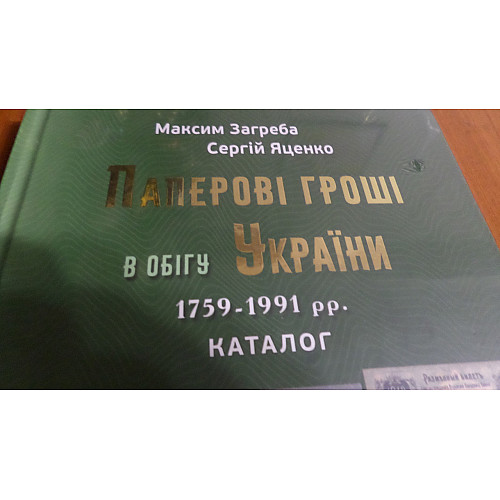 Максим Загреба
Сергій Яценко
Паперові гроші
в обігу України
1759-1991 рр.
КАТАЛОГ